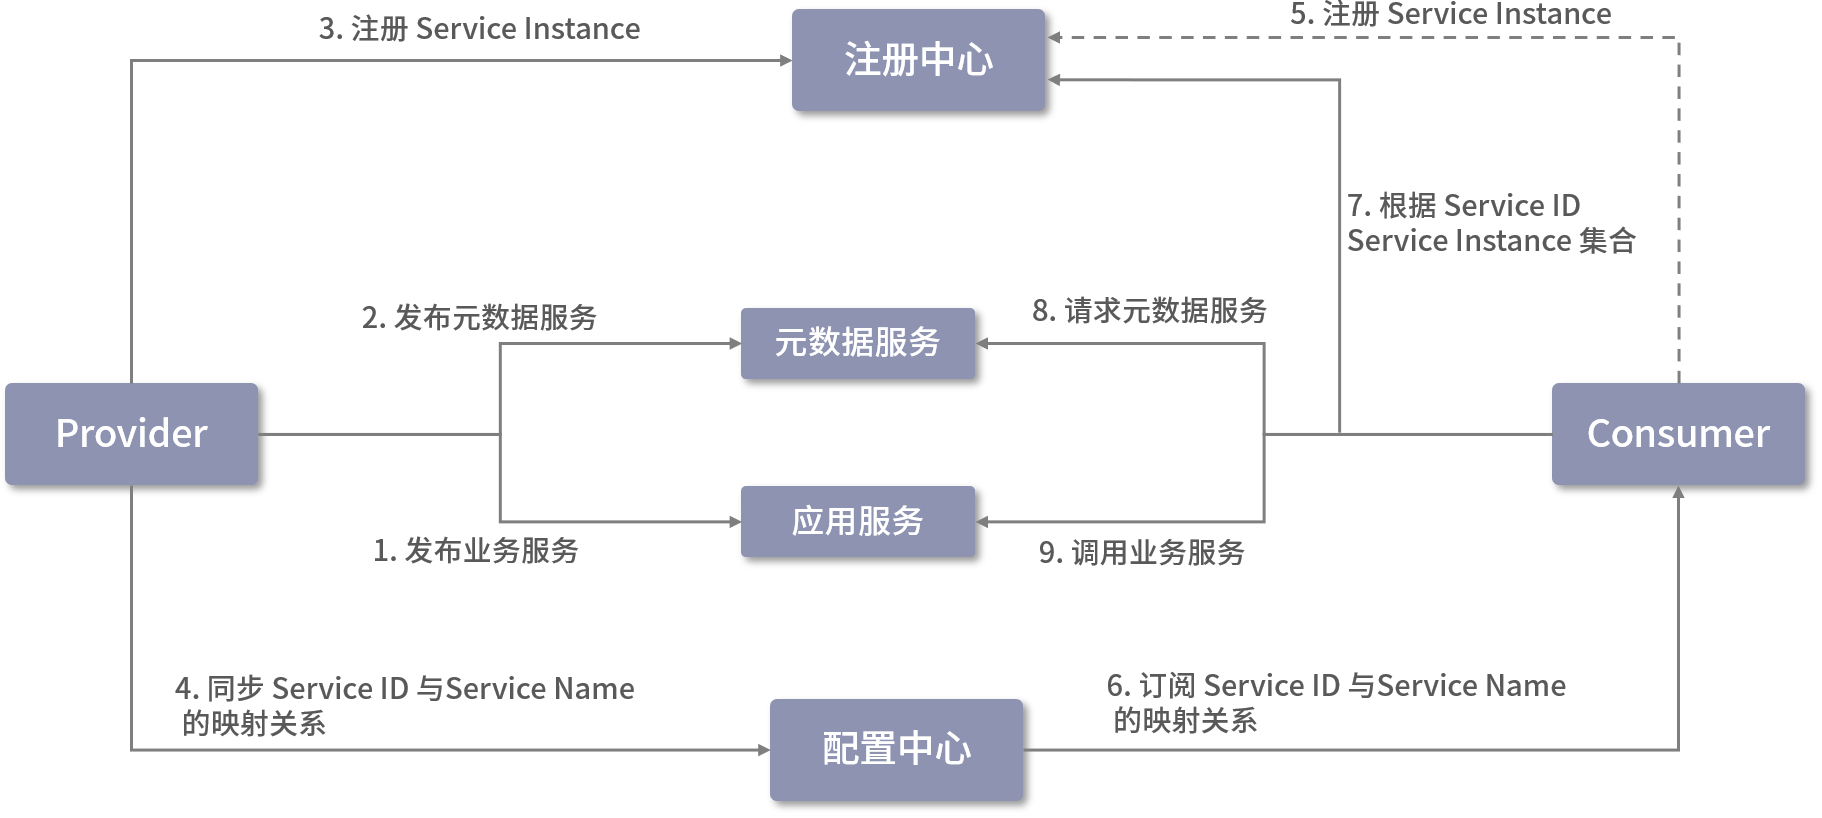 3. 注册 Service Instance
5. 注册 Service Instance
注册中心
7. 根据 Service ID
Service Instance 集合
2. 发布元数据服务
8. 请求元数据服务
元数据服务
Provider
Consumer
应用服务
1. 发布业务服务
9. 调用业务服务
4. 同步 Service ID 与Service Name
的映射关系
6. 订阅 Service ID 与Service Name
的映射关系
配置中心